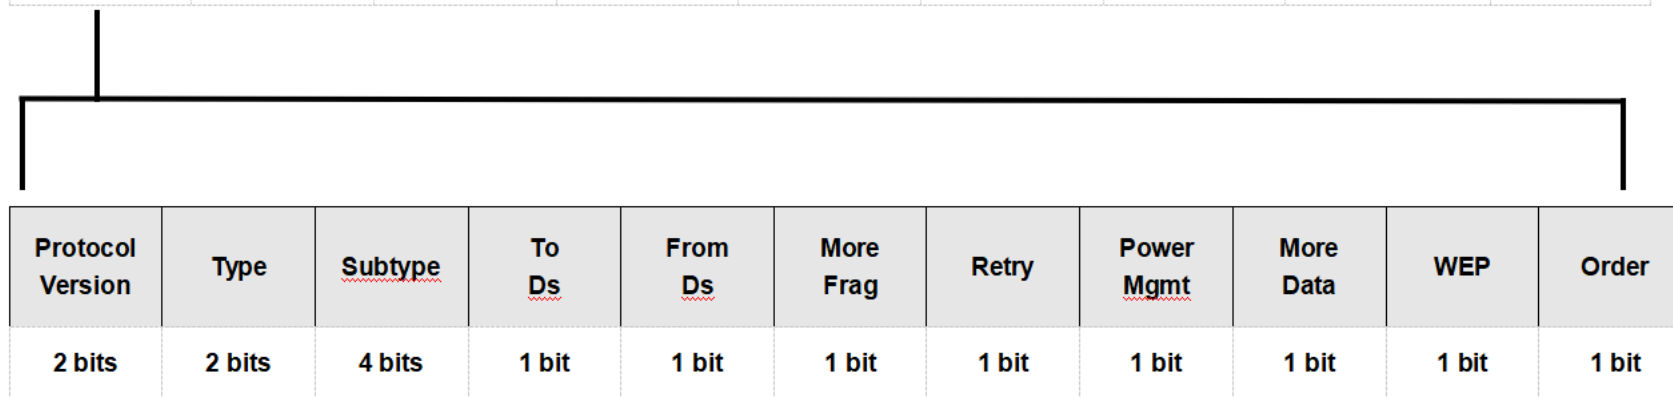 Protocol Version
Type
Subtype
To Ds
From Ds
More Frag
Retry
Power Mgmt
More Data
WEP
Order
2 bits
2 bits
4 bits
1 bit
1 bit
1 bit
1 bit
1 bit
1 bit
1 bit
1 bit